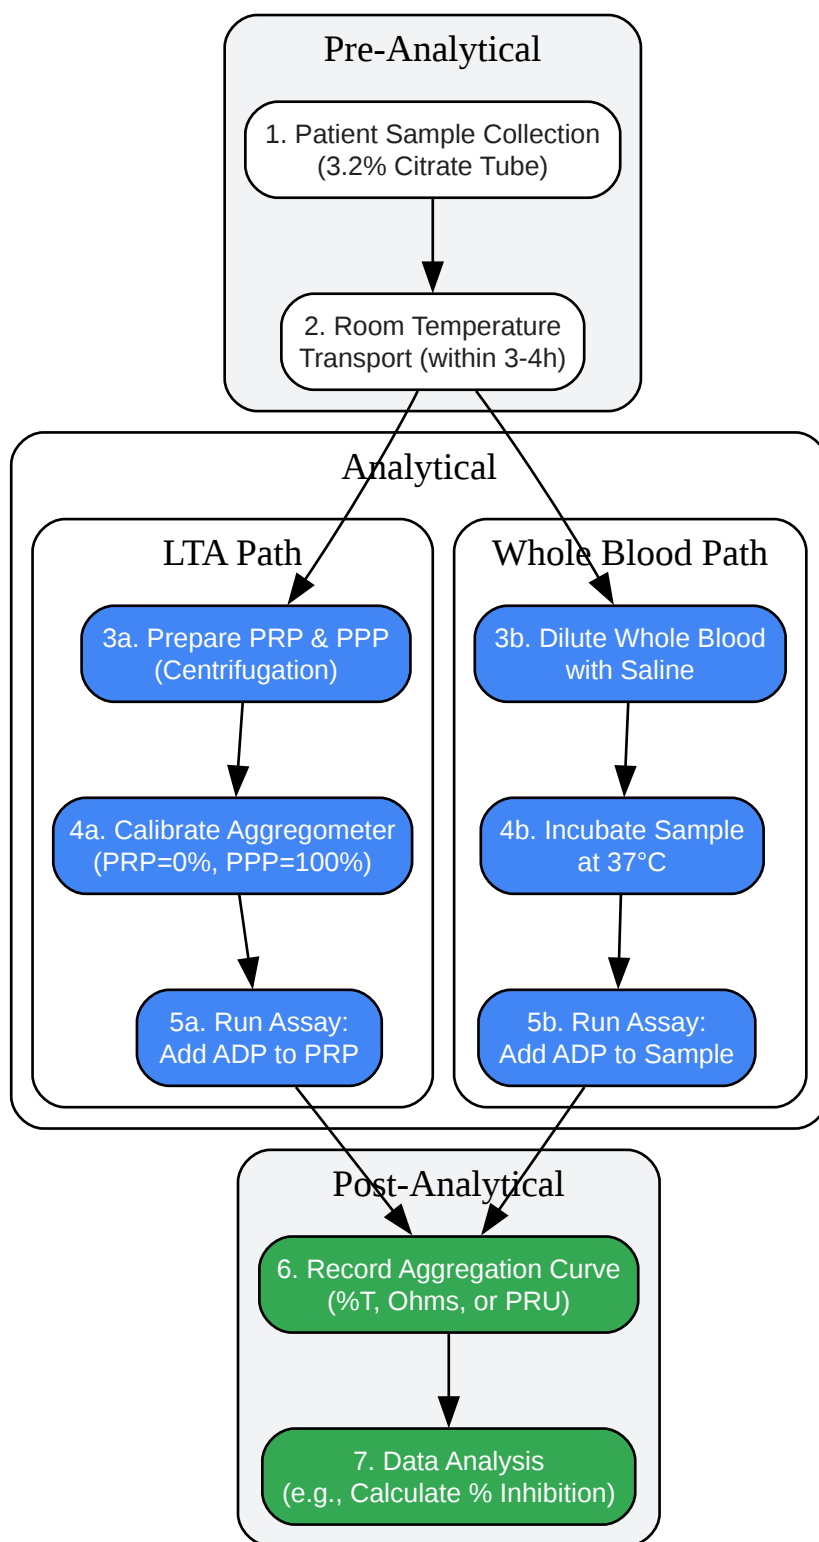 Pre-Analytical
1. Patient Sample Collection
(3.2% Citrate Tube)
2. Room Temperature
Transport (within 3-4h)
Analytical
LTA Path
3a. Prepare PRP & PPP
(Centrifugation)
4a. Calibrate Aggregometer
(PRP=0%, PPP=100%)
5a. Run Assay:
Add ADP to PRP
Whole Blood Path
3b. Dilute Whole Blood
with Saline
4b. Incubate Sample
at 37°C
5b. Run Assay:
Add ADP to Sample
Post-Analytical
6. Record Aggregation Curve
(%T, Ohms, or PRU)
7. Data Analysis
(e.g., Calculate % Inhibition)